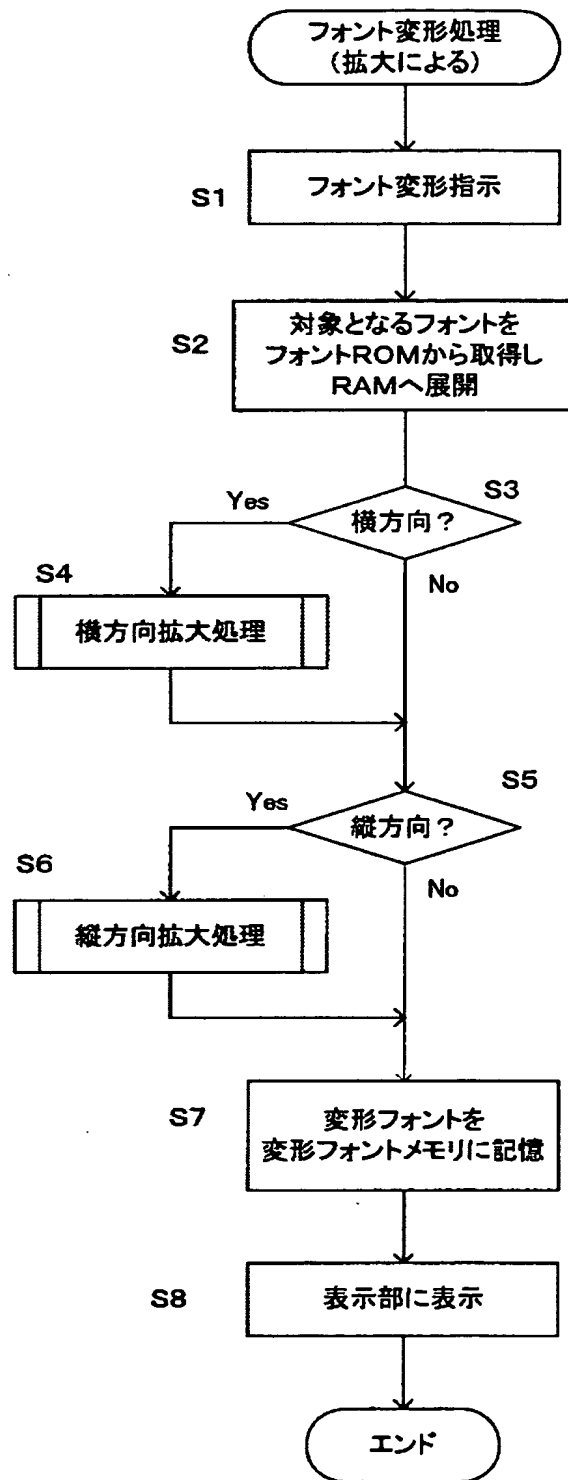 フォント変形処理
(拡大による)
S1
フォント変形指示
S2
対象となるフォントを
フォントROMから取得し
RAMへ展開
S3
横方向?
Yes
No
S4
横方向拡大処理
S5
縦方向?
Yes
No
S6
縦方向拡大処理
S7
変形フォントを
変形フォントメモリに記憶
S8
表示部に表示
エンド